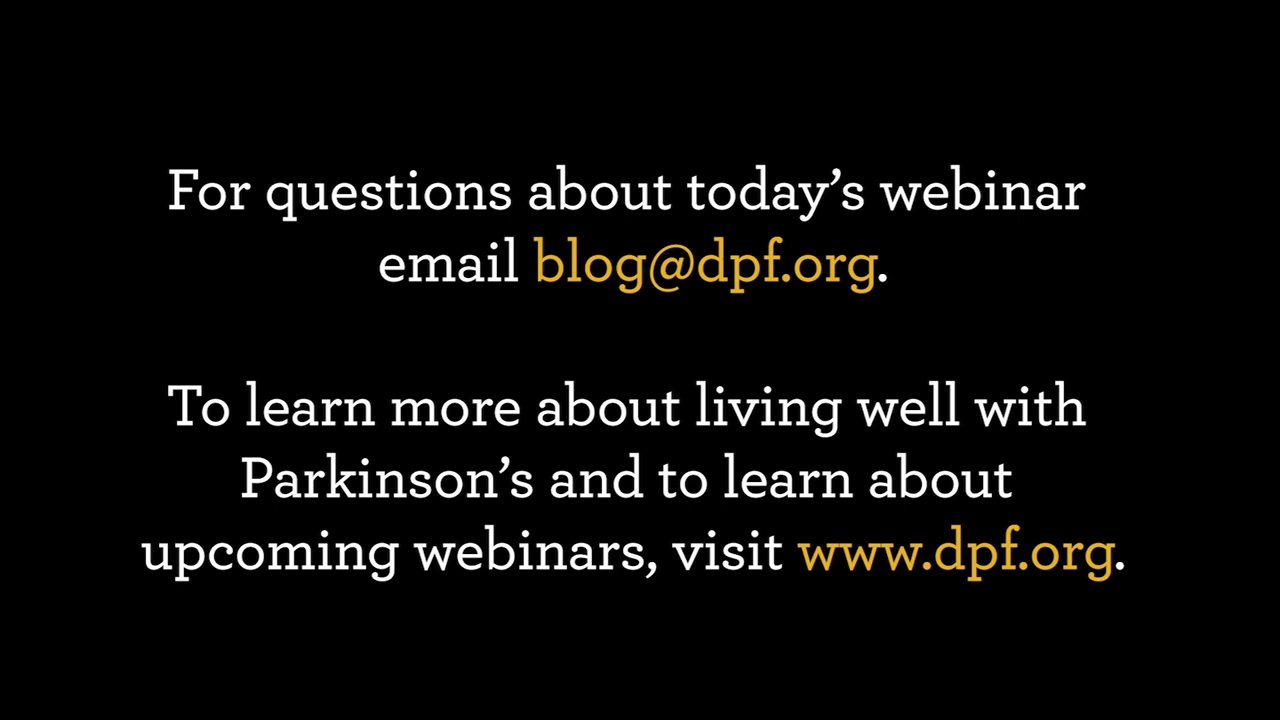 For questions about today’s webinar
email blog@dpf.org.
To learn more about living well with
Parkinson’s and to learn about
upcoming webinars, visit www.dpf.org.